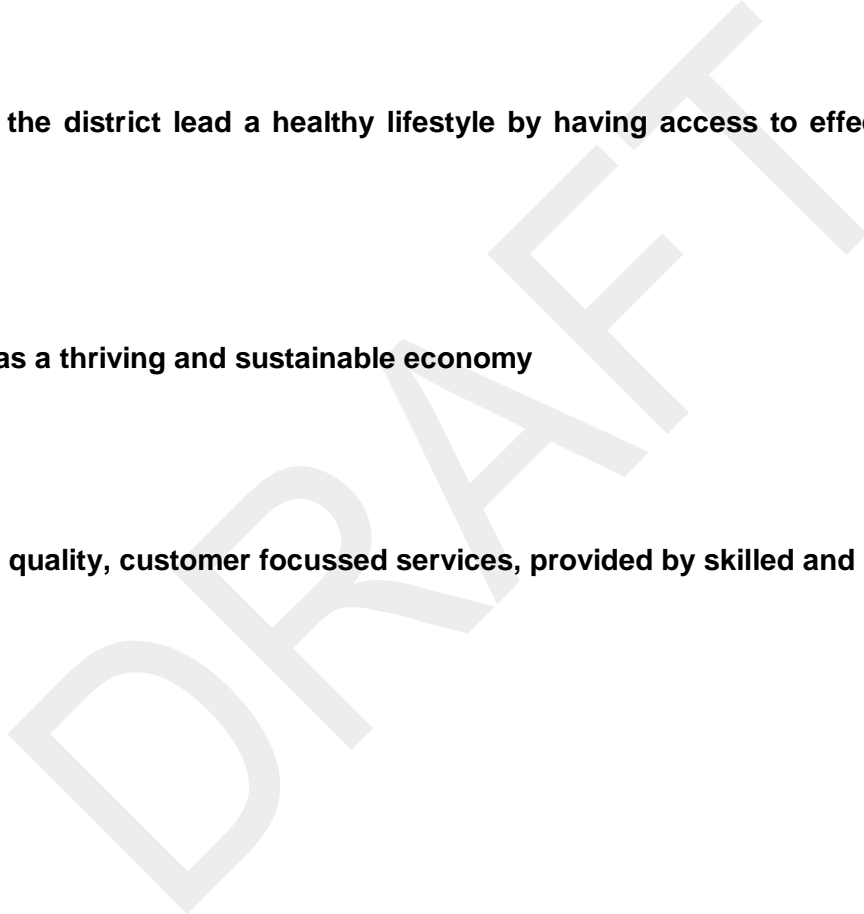 the district lead a healthy lifestyle by having access to
as a thriving and sustainable economy
quality, customer focussed services, provided by skilled and
DRAFT